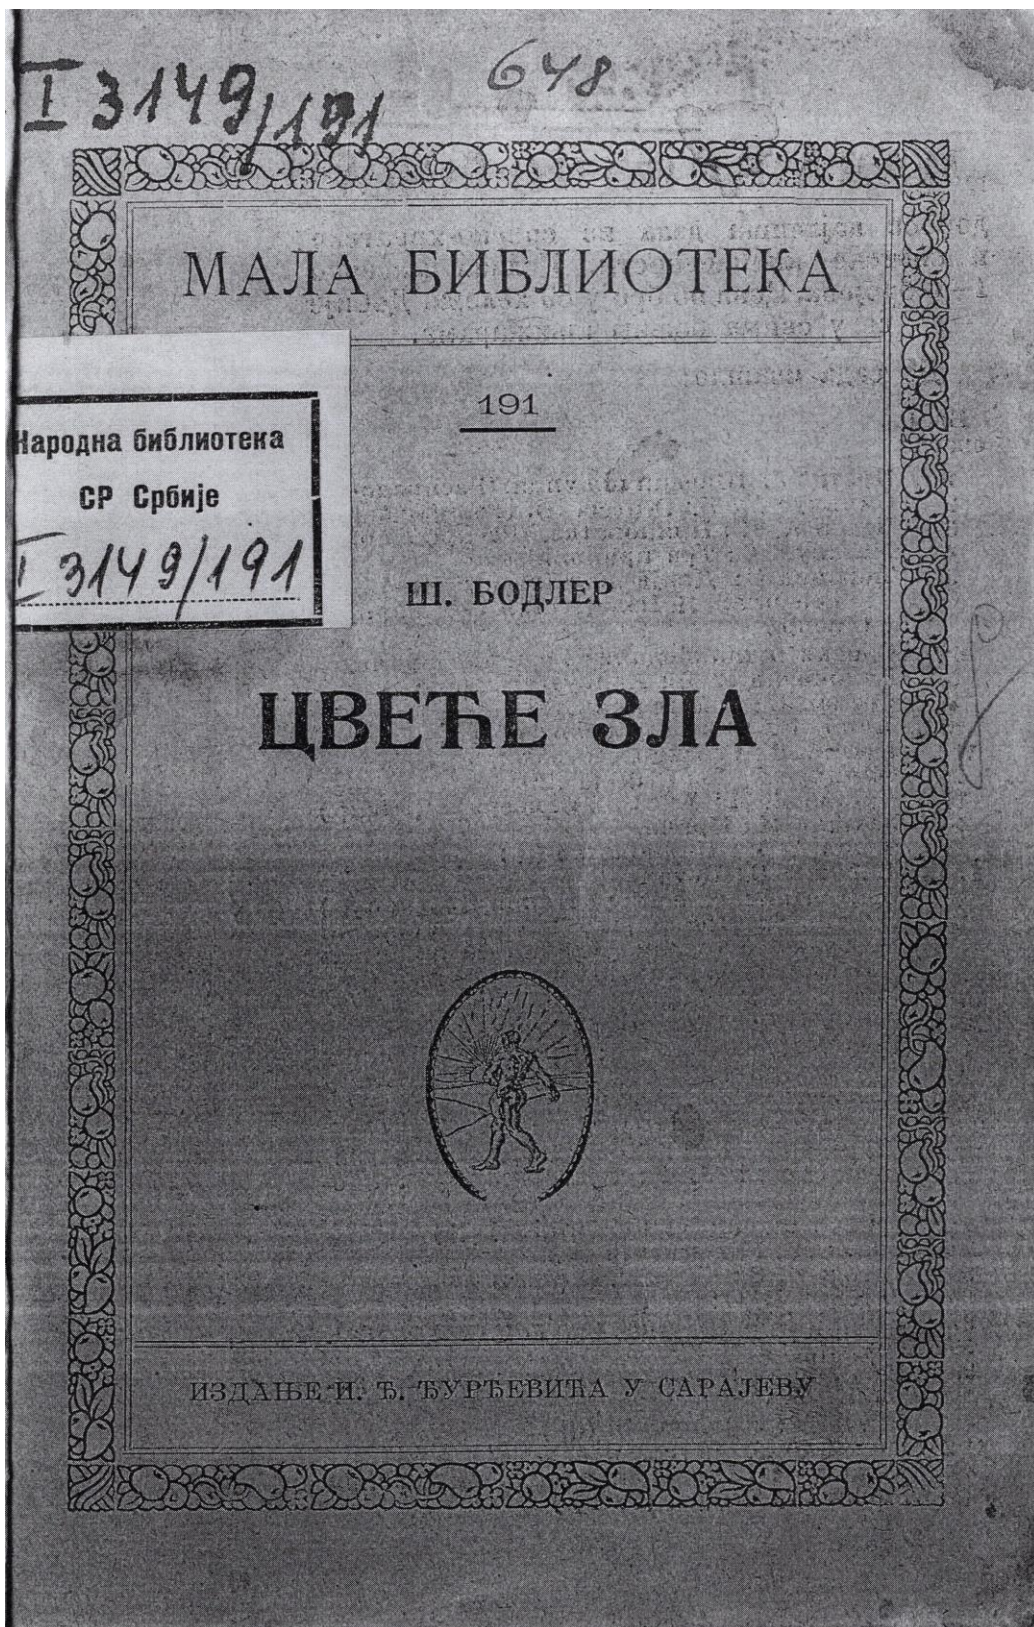 I 3149/191
648
МАЛА БИБЛИОТЕКА
191
Народна библиотека
СР Србије
I 3149/191
Ш. БОДЛЕР
ЦВЕЋЕ ЗЛА
ИЗДАЊЕ И. Ђ. ЂУРЂЕВИЋА У САРАЈЕВУ